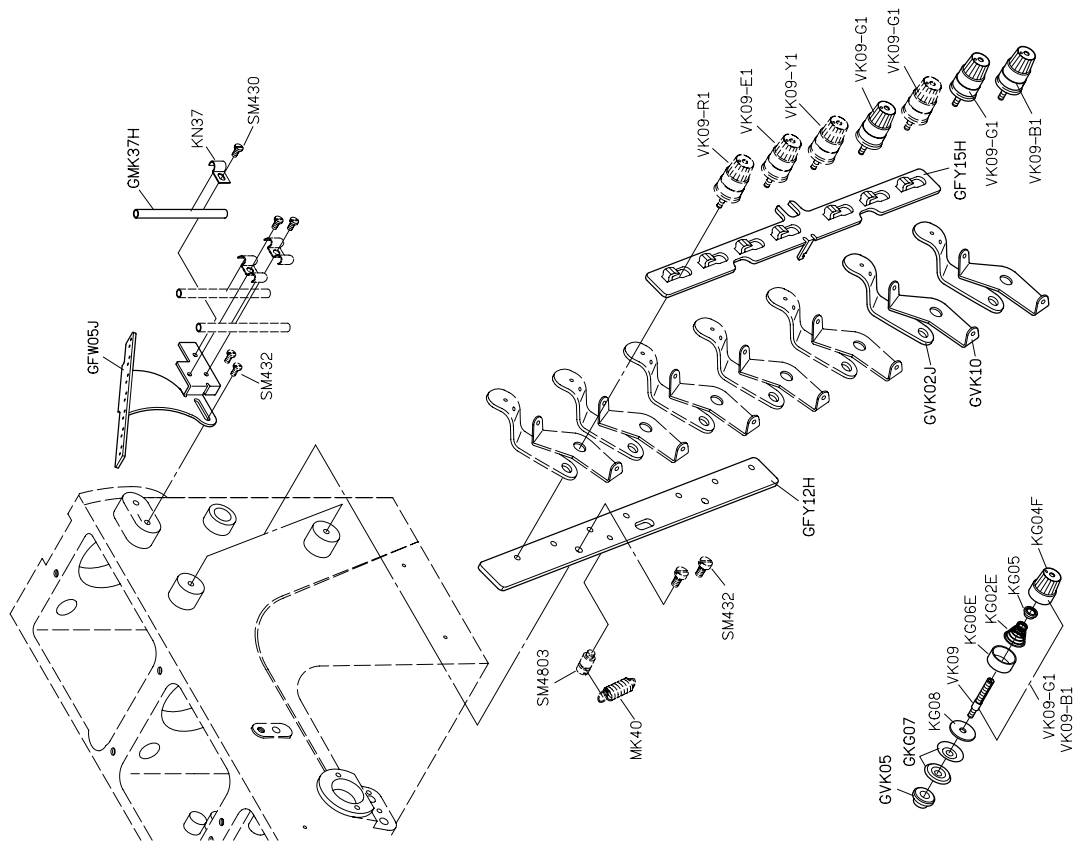 GMK37H
KN37
SM430
GFW05J
SM432
VK09-R1
VK09-E1
VK09-Y1
VK09-G1
VK09-G1
VK09-G1
VK09-B1
GFY15H
GVK02J
GVK10
GFY12H
SM432
SM4803
MK40
GVK05
GKG07
KG08
VK09
KG06E
KG02E
KG05
KG04F
VK09-G1
VK09-B1